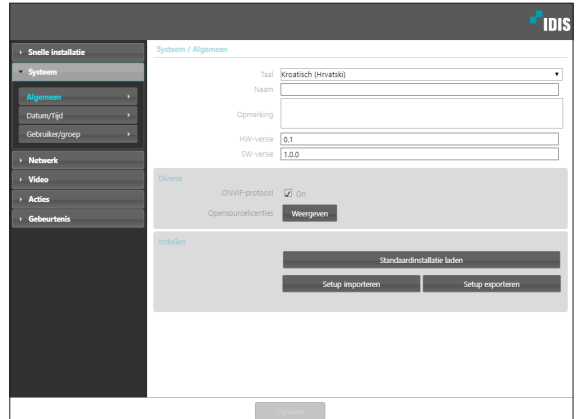 IDIS
Snelle installatie
Systeem
Algemeen
Datum/Tijd
Gebruiker/groep
Netwerk
Video
Acties
Gebeurtenis
Systeem / Algemeen
Taal Kroatisch (Hrvatski)
Naam
Opmerking
HW-versie 0.1
SW-versie 1.0.0
Diverse
ONVIF-protocol On
Opensourcelicenties Weergeven
Instellen
Standaardinstallatie laden
Setup importeren Setup exporteren